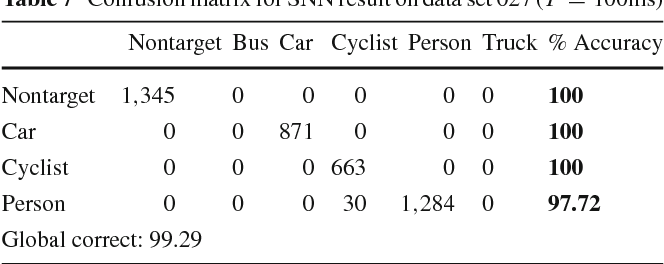 Table 7 Confusion matrix for SNN result on data set 027 (T = 100ms)
Nontarget Bus Car Cyclist Person Truck % Accuracy
Nontarget 1,345 0 0 0 0 0 100
Car 0 0 871 0 0 0 100
Cyclist 0 0 0 663 0 0 100
Person 0 0 0 30 1,284 0 97.72
Global correct: 99.29